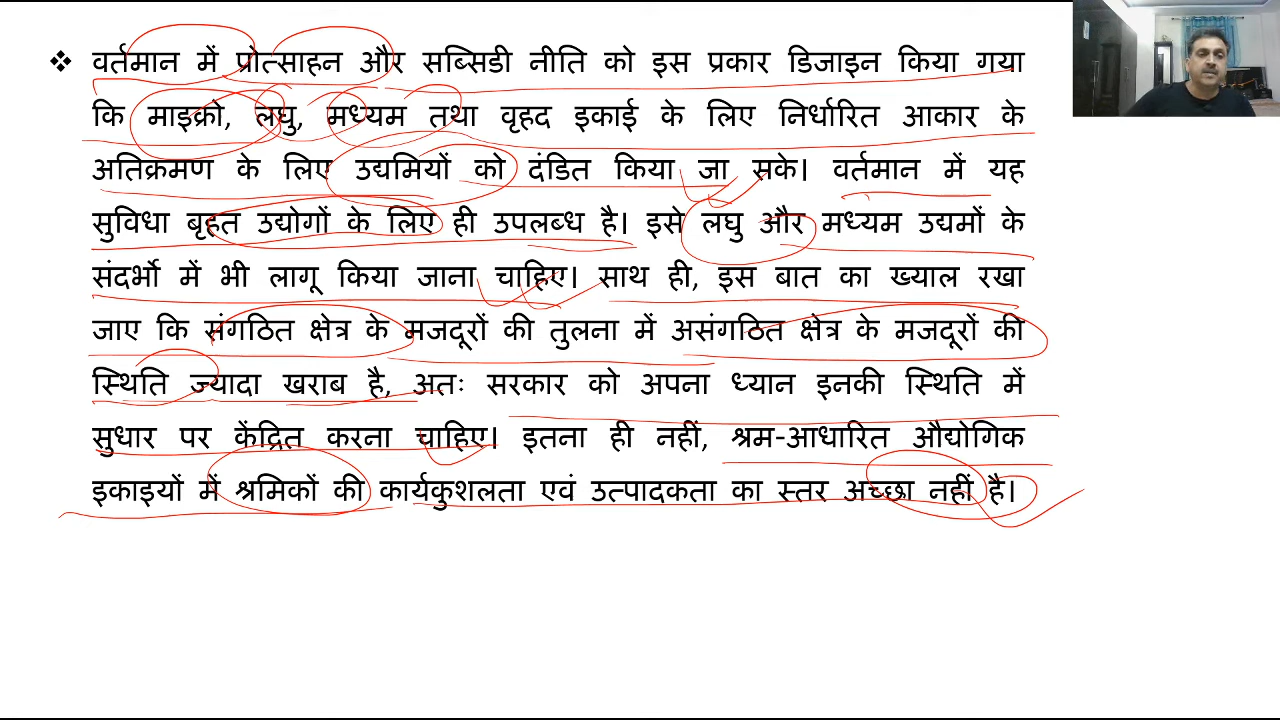 ❖ वर्तमान में प्रोत्साहन और सब्सिडी नीति को इस प्रकार डिजाइन किया गया
कि माइक्रो, लघु, मध्यम तथा वृहद इकाई के लिए निर्धारित आकार के
अतिक्रमण के लिए उद्यमियों को दंडित किया जा सके। वर्तमान में यह
सुविधा बृहत उद्योगों के लिए ही उपलब्ध है। इसे लघु और मध्यम उद्यमों के
संदर्भो में भी लागू किया जाना चाहिए। साथ ही, इस बात का ख्याल रखा
जाए कि संगठित क्षेत्र के मजदूरों की तुलना में असंगठित क्षेत्र के मजदूरों की
स्थिति ज्यादा खराब है, अतः सरकार को अपना ध्यान इनकी स्थिति में
सुधार पर केंद्रित करना चाहिए। इतना ही नहीं, श्रम-आधारित औद्योगिक
इकाइयों में श्रमिकों की कार्यकुशलता एवं उत्पादकता का स्तर अच्छा नहीं है।